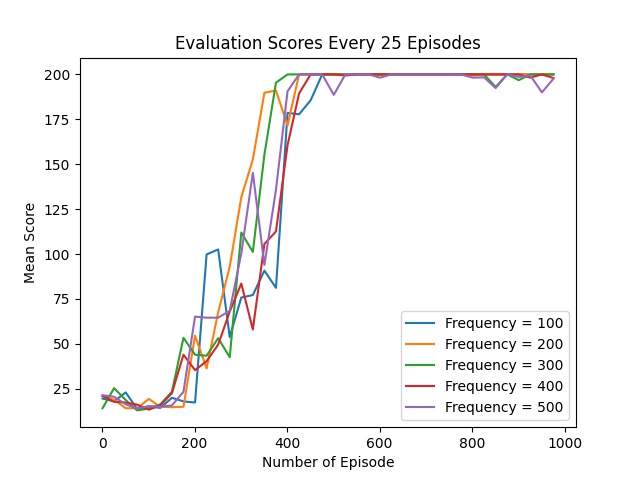 Evaluation Scores Every 25 Episodes
200
175
150
125
100
75
50
25
Mean Score
0 200 400 600 800 1000
Number of Episode
Frequency = 100
Frequency = 200
Frequency = 300
Frequency = 400
Frequency = 500